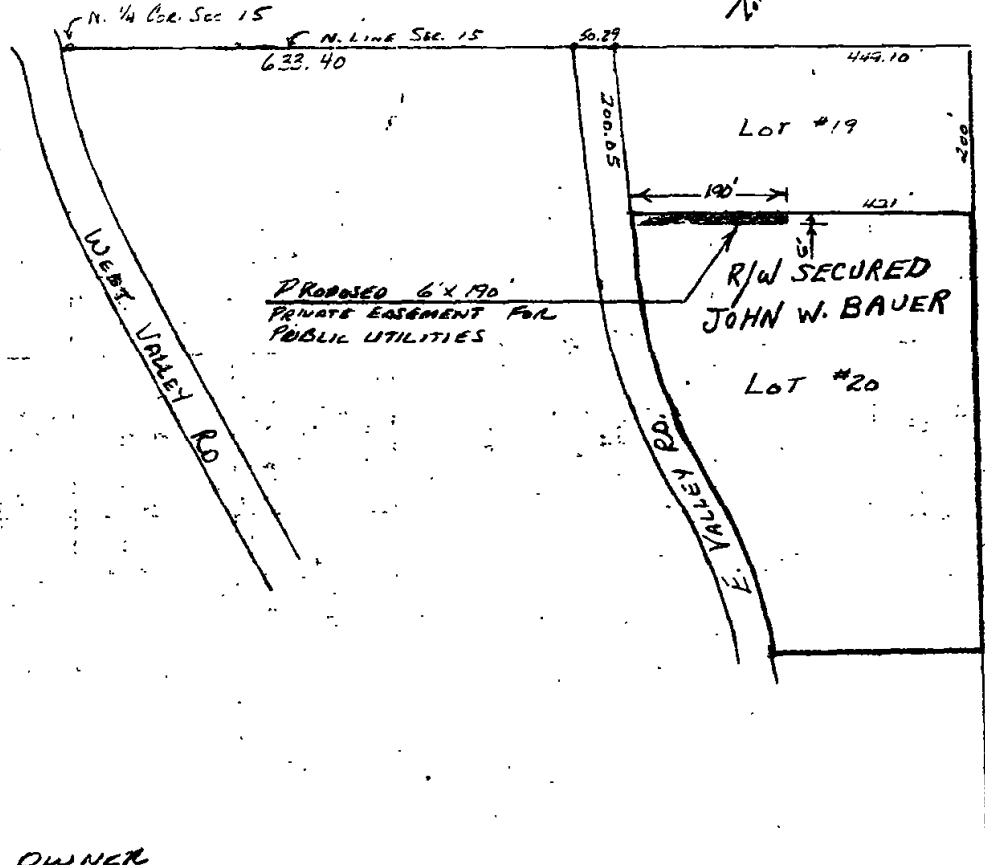 N. 1/4 COR. SEC 15
N. LINE SEC. 15
633.40
50.29
449.10'
200.05
LOT #19
200'
190'
421'
R/W SECURED
JOHN W. BAUER
PROPOSED 6' X 190'
PRIVATE EASEMENT FOR
PUBLIC UTILITIES
LOT #20
WEST VALLEY RD
E. VALLEY RD.
OWNER